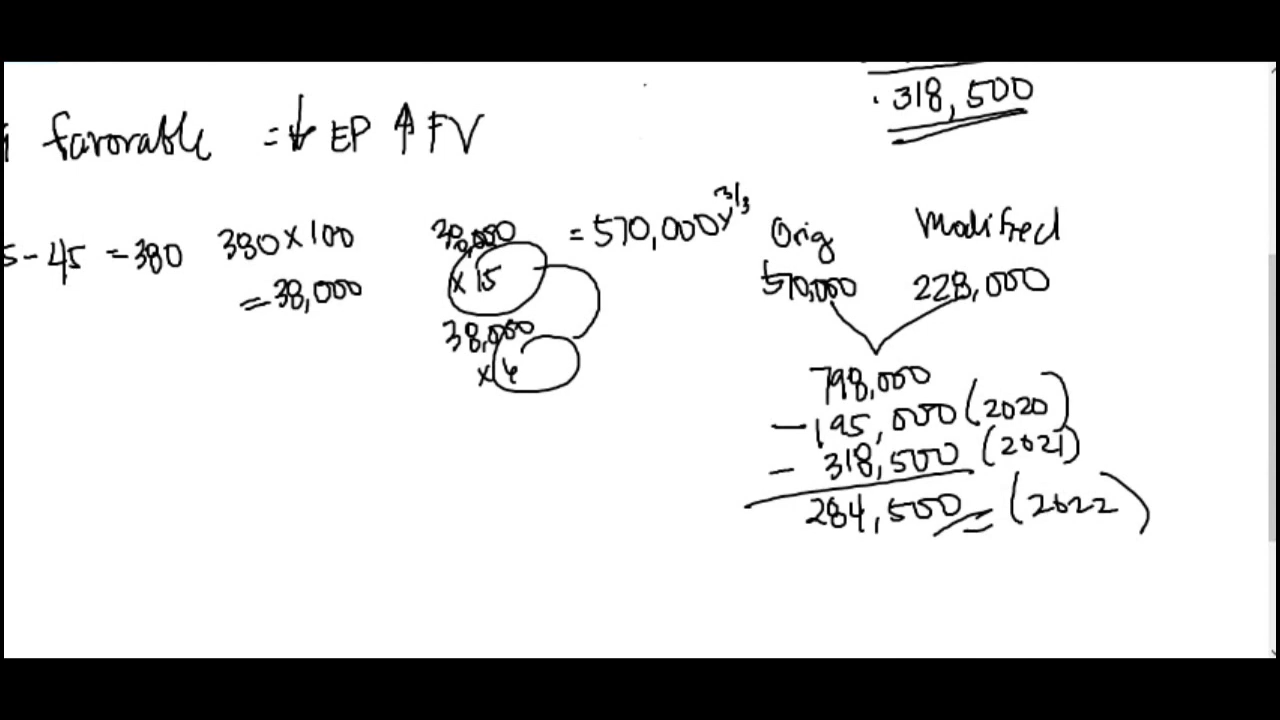 318,500
favorable = ↓ EP ↑ FV
5 - 45 = 380
380 x 100
= 38,000
38,000
x 15
= 570,000 x 3/3
38,000
x 6
Orig
Modified
570,000
228,000
798,000
- 195,000 (2020)
- 318,500 (2021)
284,500 (2022)